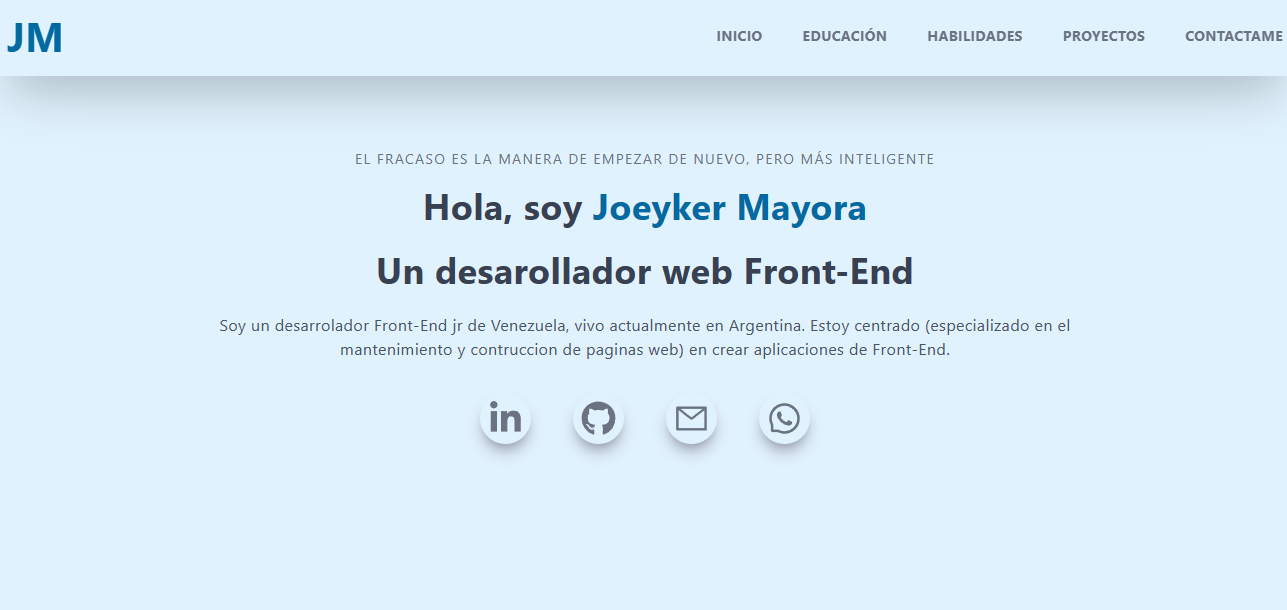 JM
INICIO EDUCACIÓN HABILIDADES PROYECTOS CONTACTAME
EL FRACASO ES LA MANERA DE EMPEZAR DE NUEVO, PERO MÁS INTELIGENTE
Hola, soy Joeyker Mayora
Un desarollador web Front-End
Soy un desarrolador Front-End jr de Venezuela, vivo actualmente en Argentina. Estoy centrado (especializado en el
mantenimiento y contruccion de paginas web) en crear aplicaciones de Front-End.
in